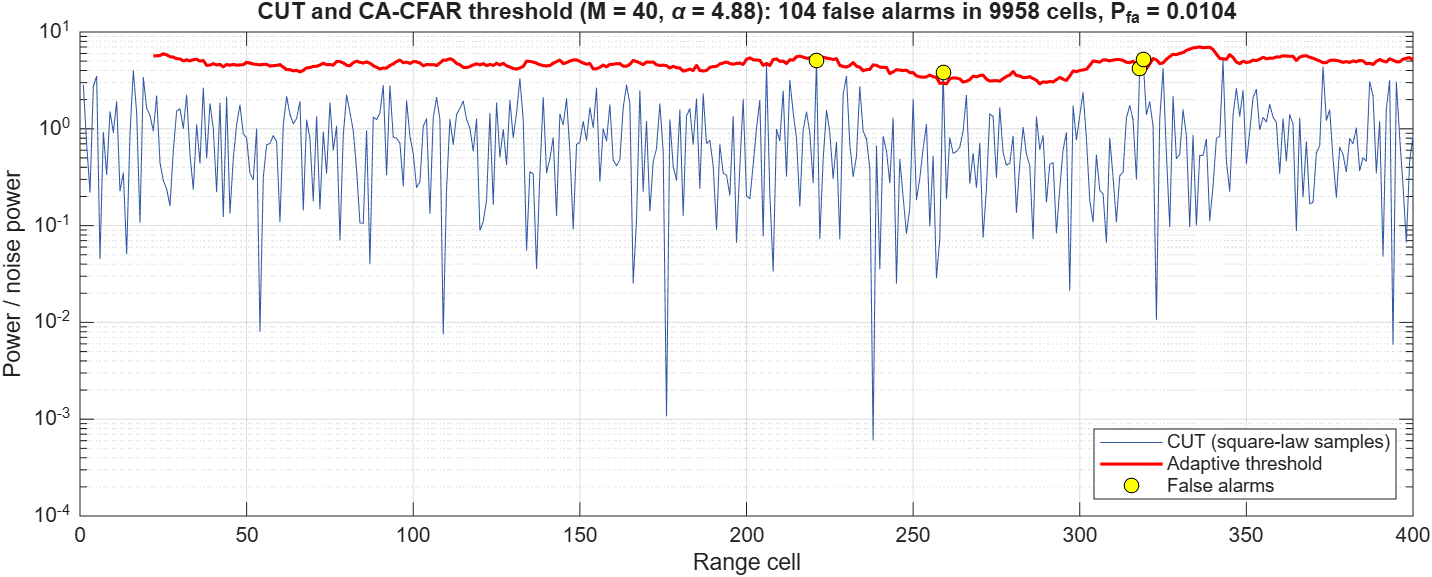 CUT and CA-CFAR threshold (M = 40, α = 4.88): 104 false alarms in 9958 cells, Pfa = 0.0104
Power / noise power
10^1
10^0
10^-1
10^-2
10^-3
10^-4
0 50 100 150 200 250 300 350 400
Range cell
CUT (square-law samples)
Adaptive threshold
False alarms